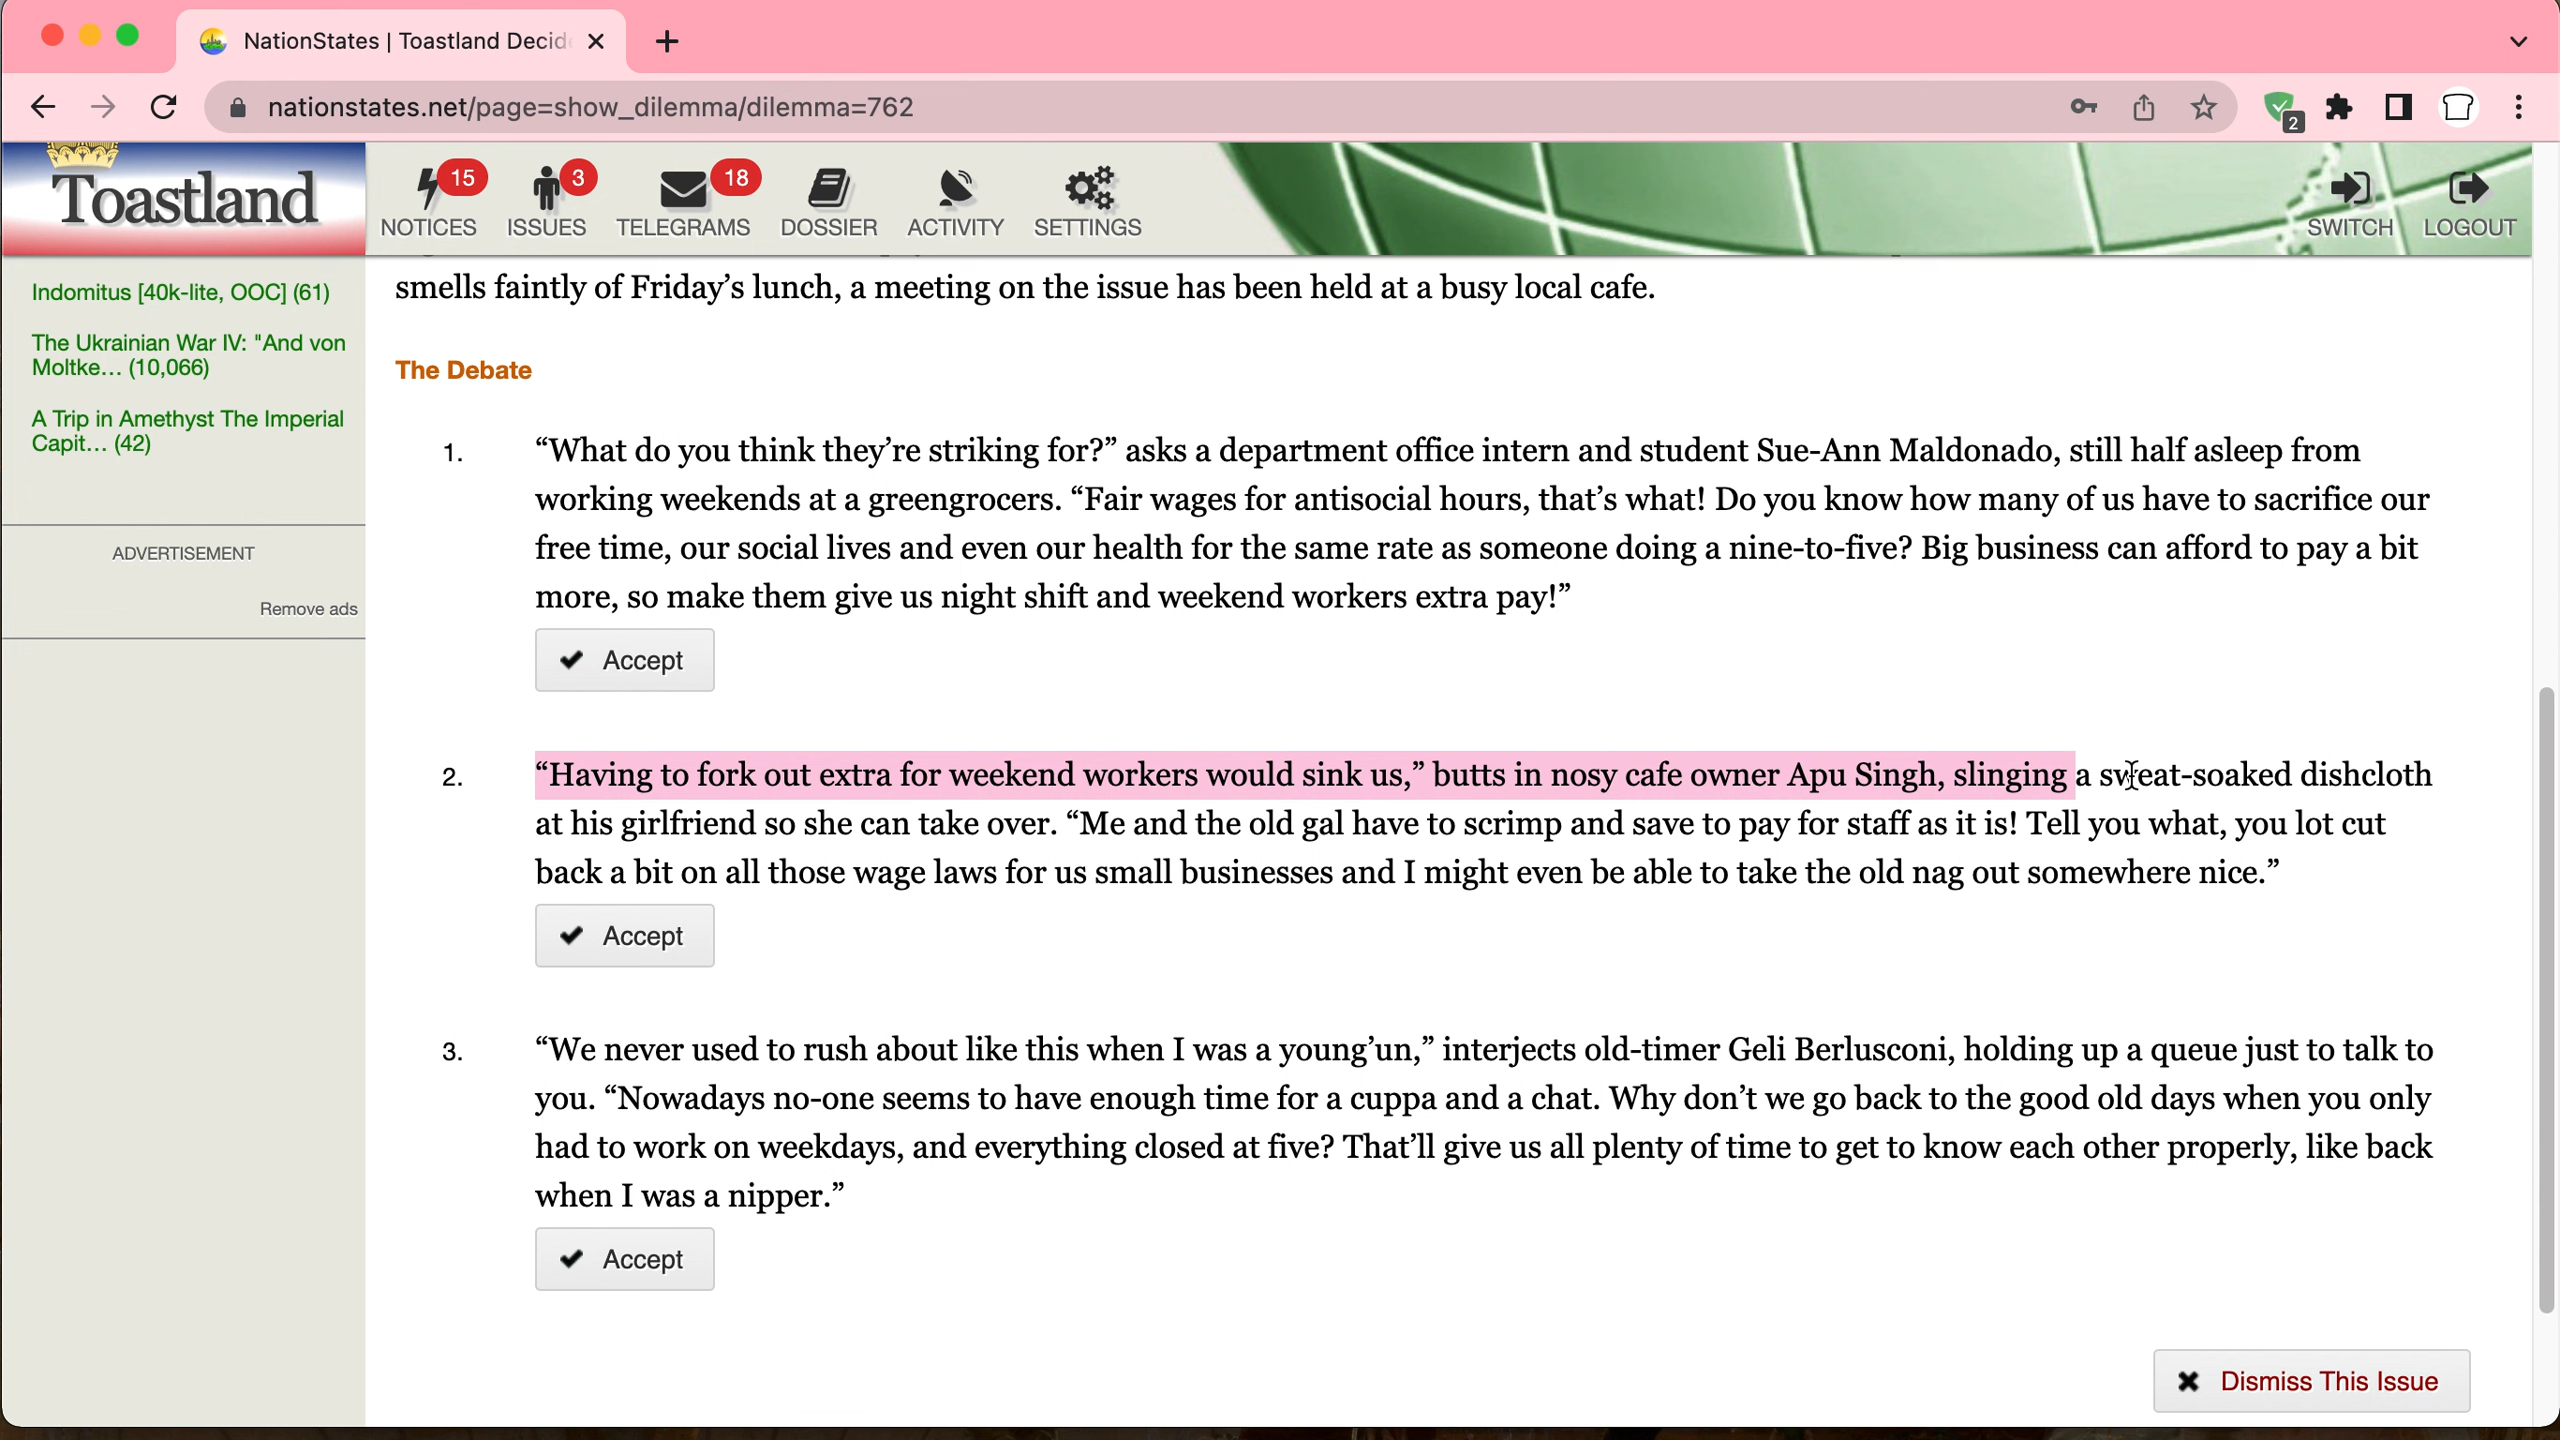 NationStates | Toastland Decid
nationstates.net/page=show_dilemma/dilemma=762
2
Toastland
15
NOTICES
3
ISSUES
18
TELEGRAMS
DOSSIER
ACTIVITY
SETTINGS
SWITCH
LOGOUT
Indomitus [40k-lite, OOC] (61)
The Ukrainian War IV: "And von
Moltke... (10,066)
A Trip in Amethyst The Imperial
Capit... (42)
ADVERTISEMENT
Remove ads
smells faintly of Friday’s lunch, a meeting on the issue has been held at a busy local cafe.
The Debate
1. “What do you think they’re striking for?” asks a department office intern and student Sue-Ann Maldonado, still half asleep from
working weekends at a greengrocers. “Fair wages for antisocial hours, that’s what! Do you know how many of us have to sacrifice our
free time, our social lives and even our health for the same rate as someone doing a nine-to-five? Big business can afford to pay a bit
more, so make them give us night shift and weekend workers extra pay!”
Accept
2. “Having to fork out extra for weekend workers would sink us,” butts in nosy cafe owner Apu Singh, slinging a sweat-soaked dishcloth
at his girlfriend so she can take over. “Me and the old gal have to scrimp and save to pay for staff as it is! Tell you what, you lot cut
back a bit on all those wage laws for us small businesses and I might even be able to take the old nag out somewhere nice.”
Accept
3. “We never used to rush about like this when I was a young’un,” interjects old-timer Geli Berlusconi, holding up a queue just to talk to
you. “Nowadays no-one seems to have enough time for a cuppa and a chat. Why don’t we go back to the good old days when you only
had to work on weekdays, and everything closed at five? That’ll give us all plenty of time to get to know each other properly, like back
when I was a nipper.”
Accept
Dismiss This Issue